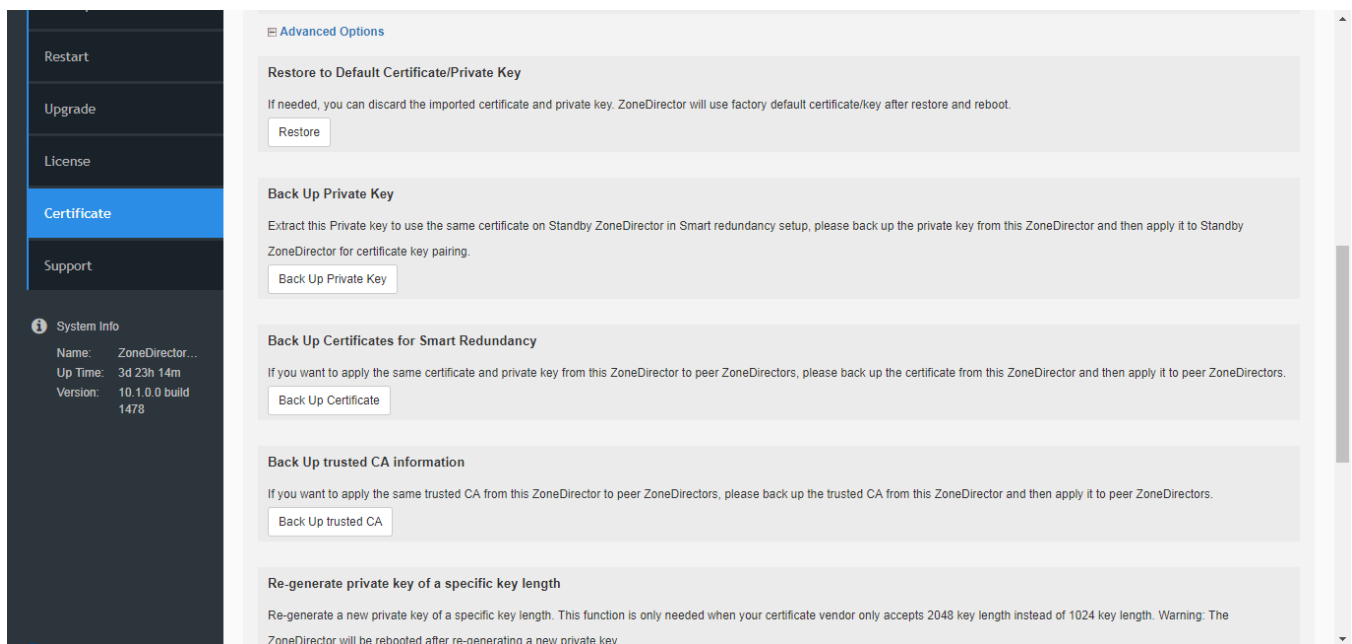 Restart
Upgrade
License
Certificate
Support
System Info
Name: ZoneDirector...
Up Time: 3d 23h 14m
Version: 10.1.0.0 build
1478
Advanced Options
Restore to Default Certificate/Private Key
If needed, you can discard the imported certificate and private key. ZoneDirector will use factory default certificate/key after restore and reboot.
Restore
Back Up Private Key
Extract this Private key to use the same certificate on Standby ZoneDirector in Smart redundancy setup, please back up the private key from this ZoneDirector and then apply it to Standby
ZoneDirector for certificate key pairing.
Back Up Private Key
Back Up Certificates for Smart Redundancy
If you want to apply the same certificate and private key from this ZoneDirector to peer ZoneDirectors, please back up the certificate from this ZoneDirector and then apply it to peer ZoneDirectors.
Back Up Certificate
Back Up trusted CA information
If you want to apply the same trusted CA from this ZoneDirector to peer ZoneDirectors, please back up the trusted CA from this ZoneDirector and then apply it to peer ZoneDirectors.
Back Up trusted CA
Re-generate private key of a specific key length
Re-generate a new private key of a specific key length. This function is only needed when your certificate vendor only accepts 2048 key length instead of 1024 key length. Warning: The
ZoneDirector will be rebooted after re-generating a new private key